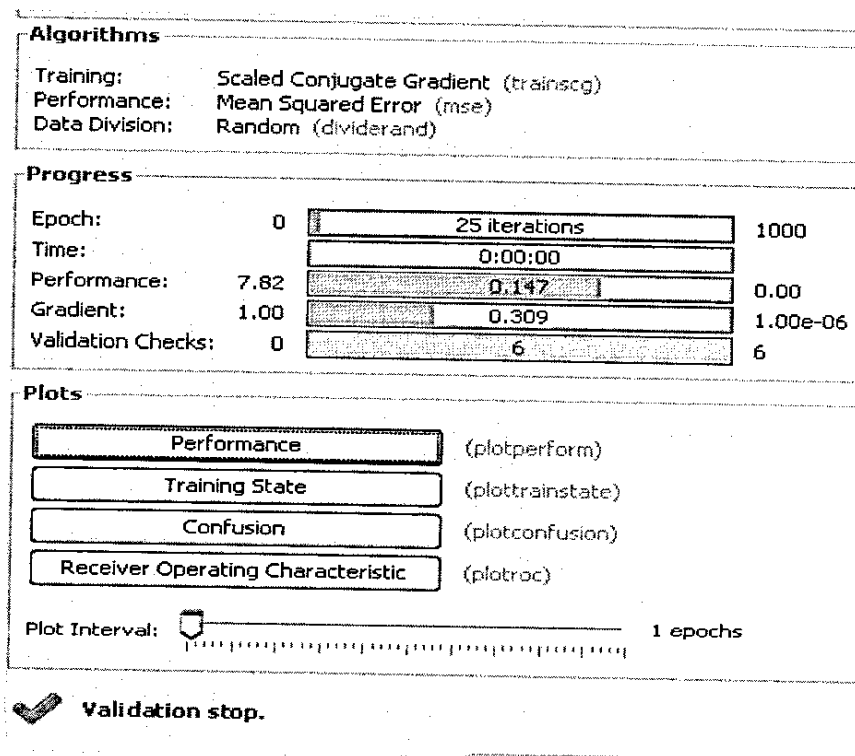 Algorithms
Training: Scaled Conjugate Gradient (trainscg)
Performance: Mean Squared Error (mse)
Data Division: Random (dividerand)
Progress
Epoch: 0 25 iterations 1000
Time: 0:00:00
Performance: 7.82 0.147 0.00
Gradient: 1.00 0.309 1.00e-06
Validation Checks: 0 6 6
Plots
Performance (plotperform)
Training State (plottrainstate)
Confusion (plotconfusion)
Receiver Operating Characteristic (plotroc)
Plot Interval: 1 epochs
Validation stop.